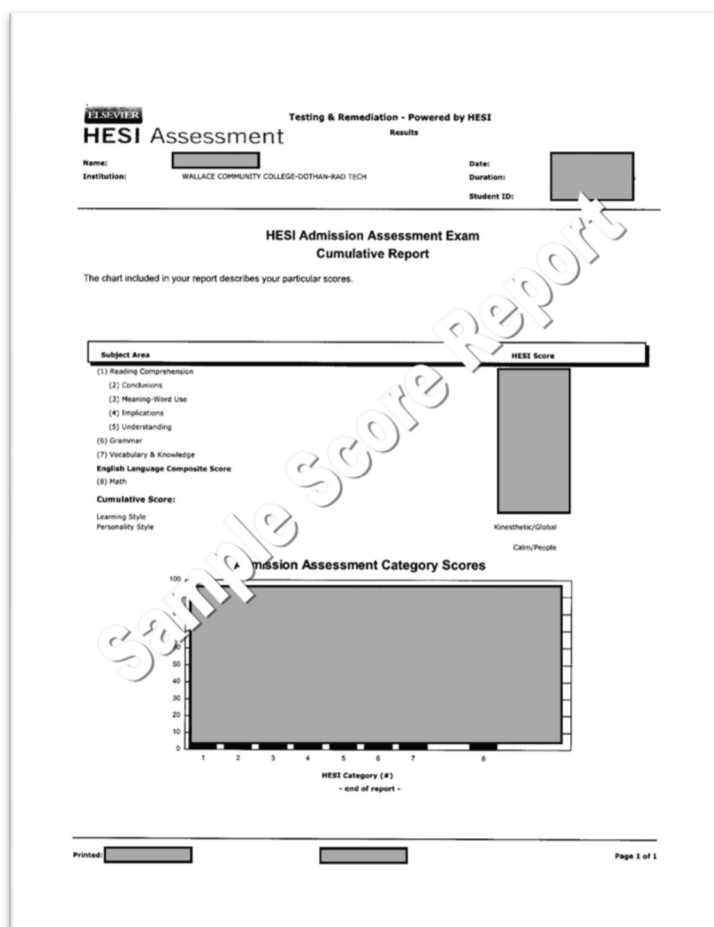 ELSEVIER
Testing & Remediation - Powered by HESI
HESI Assessment
Results
Name:
Date:
Institution: WALLACE COMMUNITY COLLEGE-DOTHAN-RAD TECH
Duration:
Student ID:
HESI Admission Assessment Exam
Cumulative Report
The chart included in your report describes your particular scores.
Subject Area HESI Score
(1) Reading Comprehension
(2) Conclusions
(3) Meaning-Word Use
(4) Implications
(5) Understanding
(6) Grammar
(7) Vocabulary & Knowledge
English Language Composite Score
(8) Math
Cumulative Score:
Learning Style Kinesthetic/Global
Personality Style
Calm/People
Sample Score Report
Admission Assessment Category Scores
100
60
50
40
30
20
10
0
1 2 3 4 5 6 7 8
HESI Category (#)
- end of report -
Printed:
Page 1 of 1